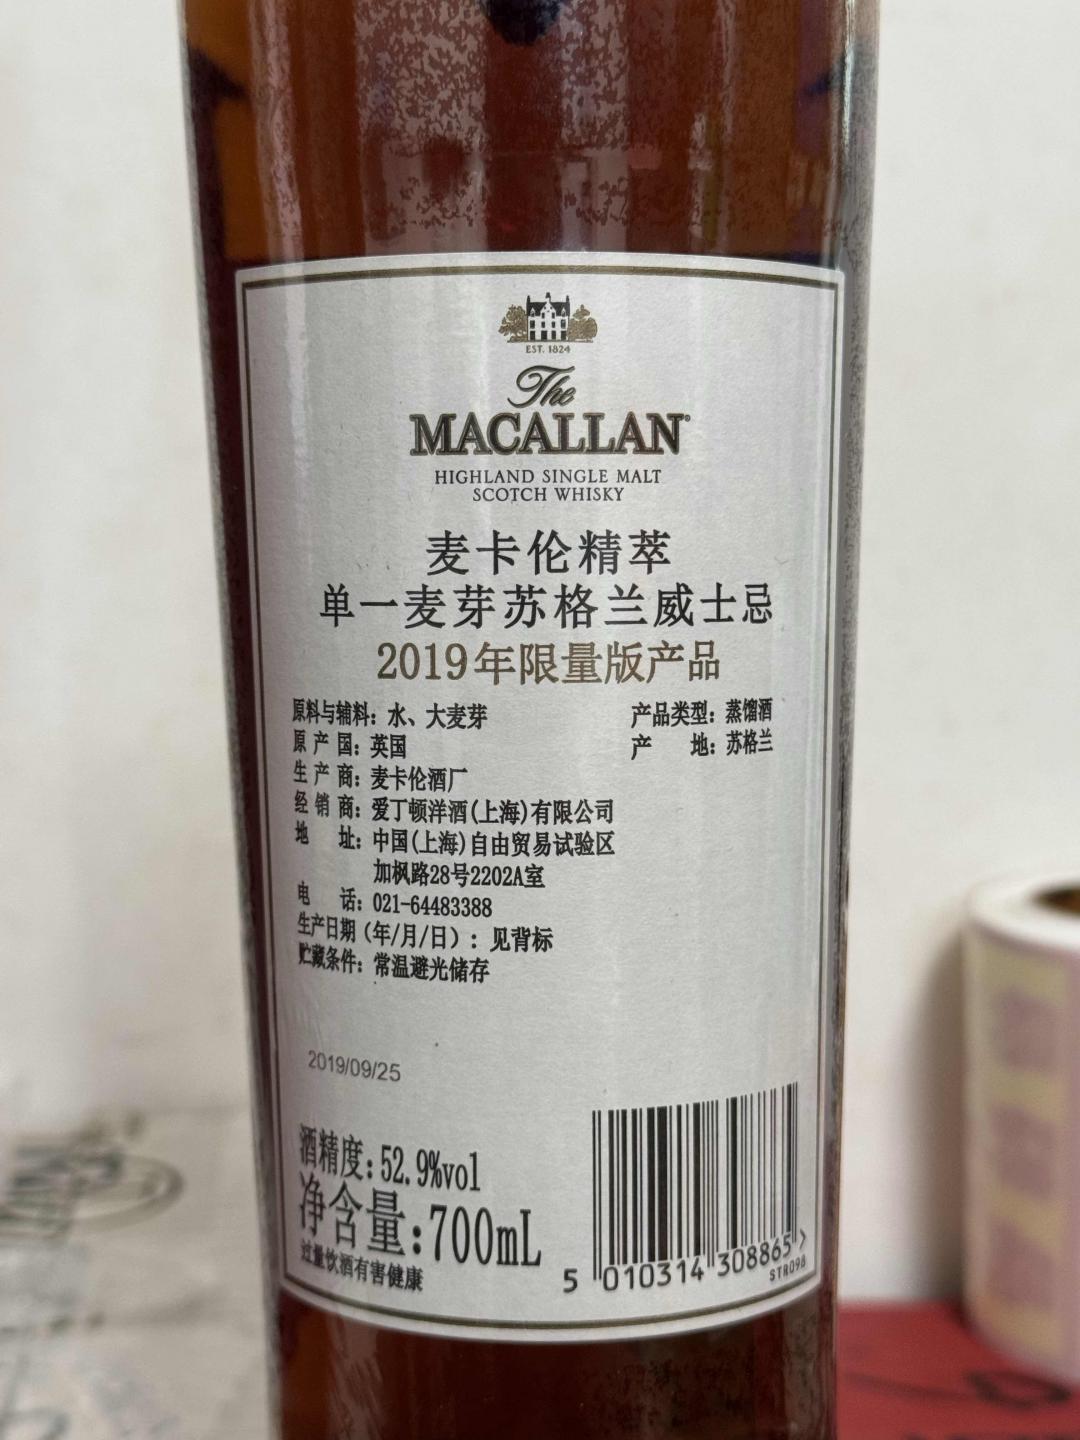 EST. 1824
The
MACALLAN®
HIGHLAND SINGLE MALT
SCOTCH WHISKY
麦卡伦精萃
单一麦芽苏格兰威士忌
2019年限量版产品
原料与辅料：水、大麦芽 产品类型：蒸馏酒
原产国：英国 产地：苏格兰
生产商：麦卡伦酒厂
经销商：爱丁顿洋酒(上海)有限公司
地址：中国(上海)自由贸易试验区
加枫路28号2202A室
电话：021-64483388
生产日期（年/月/日）：见背标
贮藏条件：常温避光储存
2019/09/25
酒精度：52.9%vol
净含量：700mL
过量饮酒有害健康
5 010314 308865 >
STR098